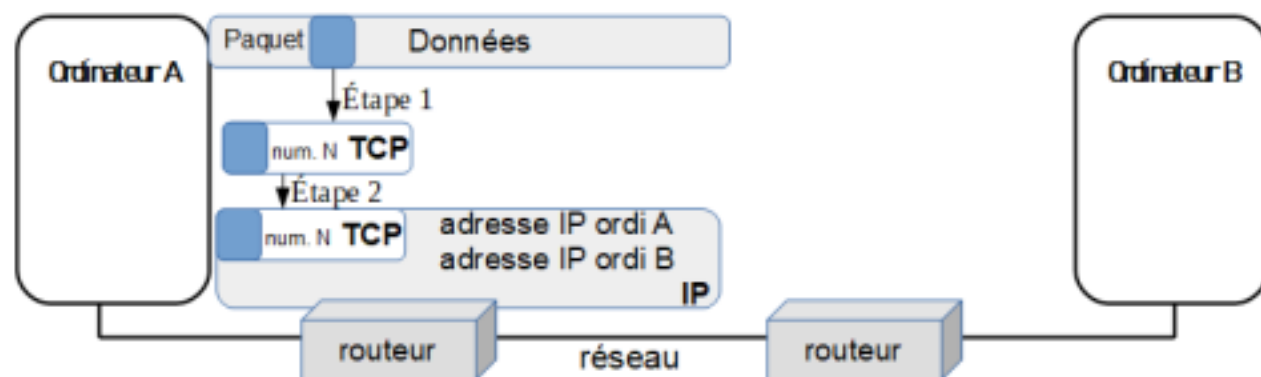 Ordinateur A
Paquet Données
Étape 1
num. N TCP
Étape 2
num. N TCP
adresse IP ordi A
adresse IP ordi B
IP
Ordinateur B
routeur
réseau
routeur